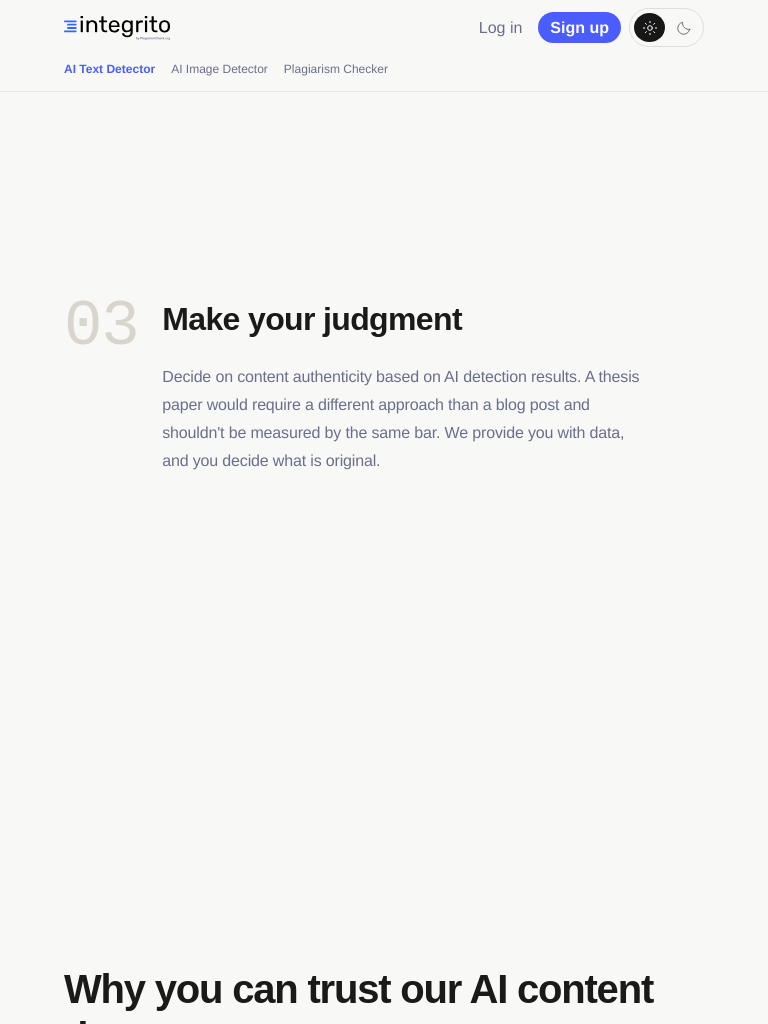 integrito
Log in
Sign up
AI Text Detector
AI Image Detector
Plagiarism Checker
03
Make your judgment
Decide on content authenticity based on AI detection results. A thesis
paper would require a different approach than a blog post and
shouldn't be measured by the same bar. We provide you with data,
and you decide what is original.
Why you can trust our AI content